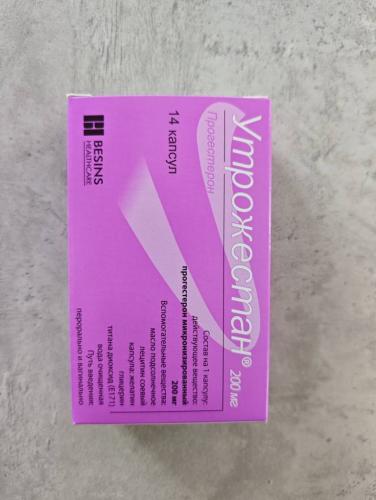 Утрожестан® 200 мг
Прогестерон
14 капсул
BESINS
HEALTHCARE
Состав на 1 капсулу:
действующее вещество:
прогестерон микронизированный
200 мг
Вспомогательные вещества:
масло подсолнечное
лецитин соевый
капсула: желатин
глицерин
титана диоксид (E171)
вода очищенная
Путь введения:
перорально и вагинально